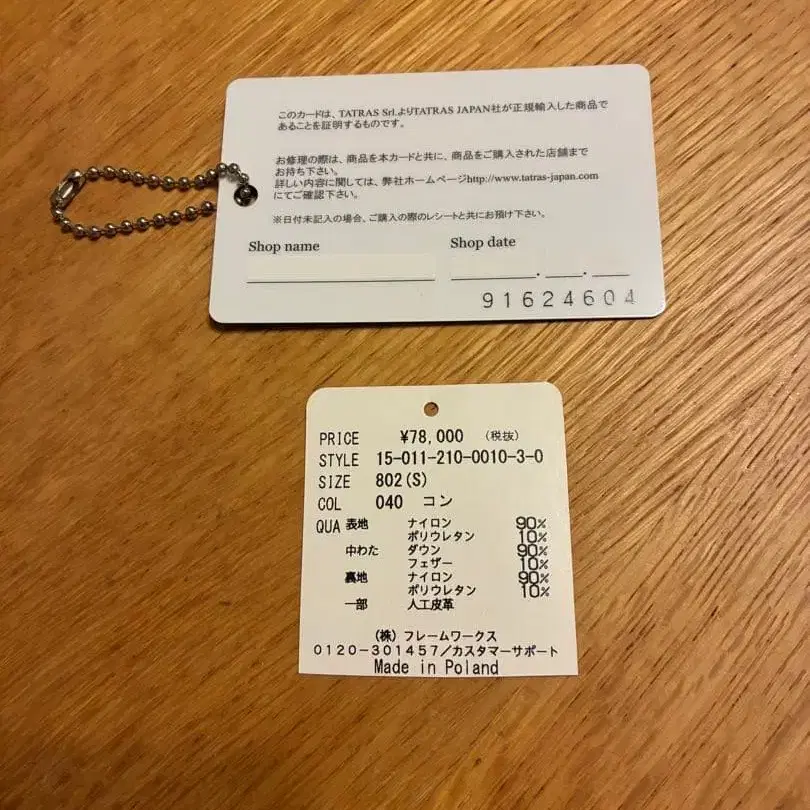 このカードは、TATRAS Srl.よりTATRAS JAPAN社が正規輸入した商品で
あることを証明するものです。
お修理の際は、商品を本カードと共に、商品をご購入された店舗まで
お持ち下さい。
詳しい内容に関しては、弊社ホームページhttp://www.tatras-japan.com
にてご確認下さい。
※日付未記入の場合、ご購入の際のレシートと共にお預け下さい。
Shop name Shop date
. .
91624604
PRICE ¥78,000 (税抜)
STYLE 15-011-210-0010-3-0
SIZE 802(S)
COL 040 コン
QUA 表地 ナイロン 90%
ポリウレタン 10%
中わた ダウン 90%
フェザー 10%
裏地 ナイロン 90%
ポリウレタン 10%
一部 人工皮革
(株) フレームワークス
0120-301457/カスタマーサポート
Made in Poland